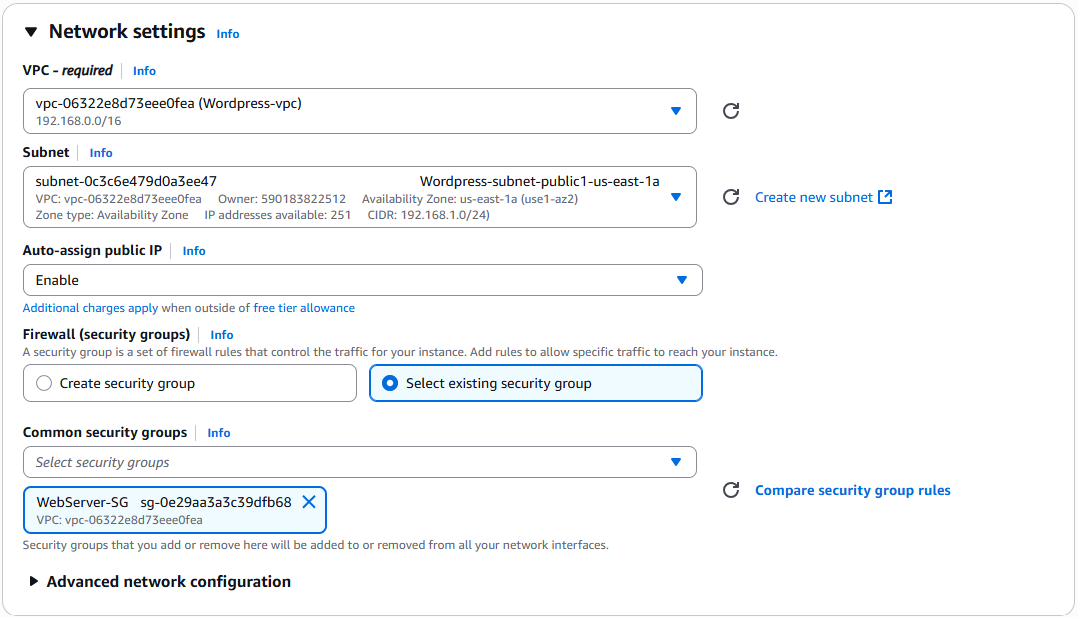 Network settings Info
VPC - required Info
vpc-06322e8d73eee0fea (Wordpress-vpc)
192.168.0.0/16
Subnet Info
subnet-0c3c6e479d0a3ee47 Wordpress-subnet-public1-us-east-1a
VPC: vpc-06322e8d73eee0fea Owner: 590183822512 Availability Zone: us-east-1a (use1-az2)
Zone type: Availability Zone IP addresses available: 251 CIDR: 192.168.1.0/24)
Create new subnet
Auto-assign public IP Info
Enable
Additional charges apply when outside of free tier allowance
Firewall (security groups) Info
A security group is a set of firewall rules that control the traffic for your instance. Add rules to allow specific traffic to reach your instance.
Create security group Select existing security group
Common security groups Info
Select security groups
WebServer-SG sg-0e29aa3a3c39dfb68
VPC: vpc-06322e8d73eee0fea
Compare security group rules
Security groups that you add or remove here will be added to or removed from all your network interfaces.
Advanced network configuration